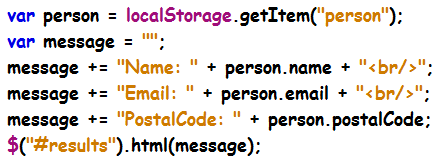 var person = localStorage.getItem("person");
var message = "";
message += "Name: " + person.name + "<br/>";
message += "Email: " + person.email + "<br/>";
message += "PostalCode: " + person.postalCode;
$("#results").html(message);